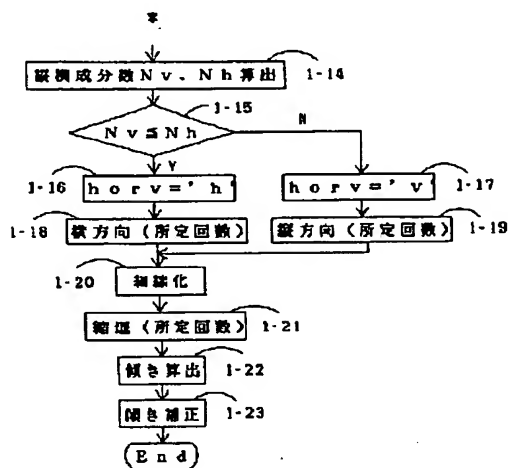 *
縦横成分数Nv、Nh算出 1-14
1-15
Nv≦Nh N
Y
1-16 horv='h' horv='v' 1-17
1-18 横方向(所定回数) 縦方向(所定回数) 1-19
1-20 細線化
縮退(所定回数) 1-21
傾き算出 1-22
傾き補正 1-23
End